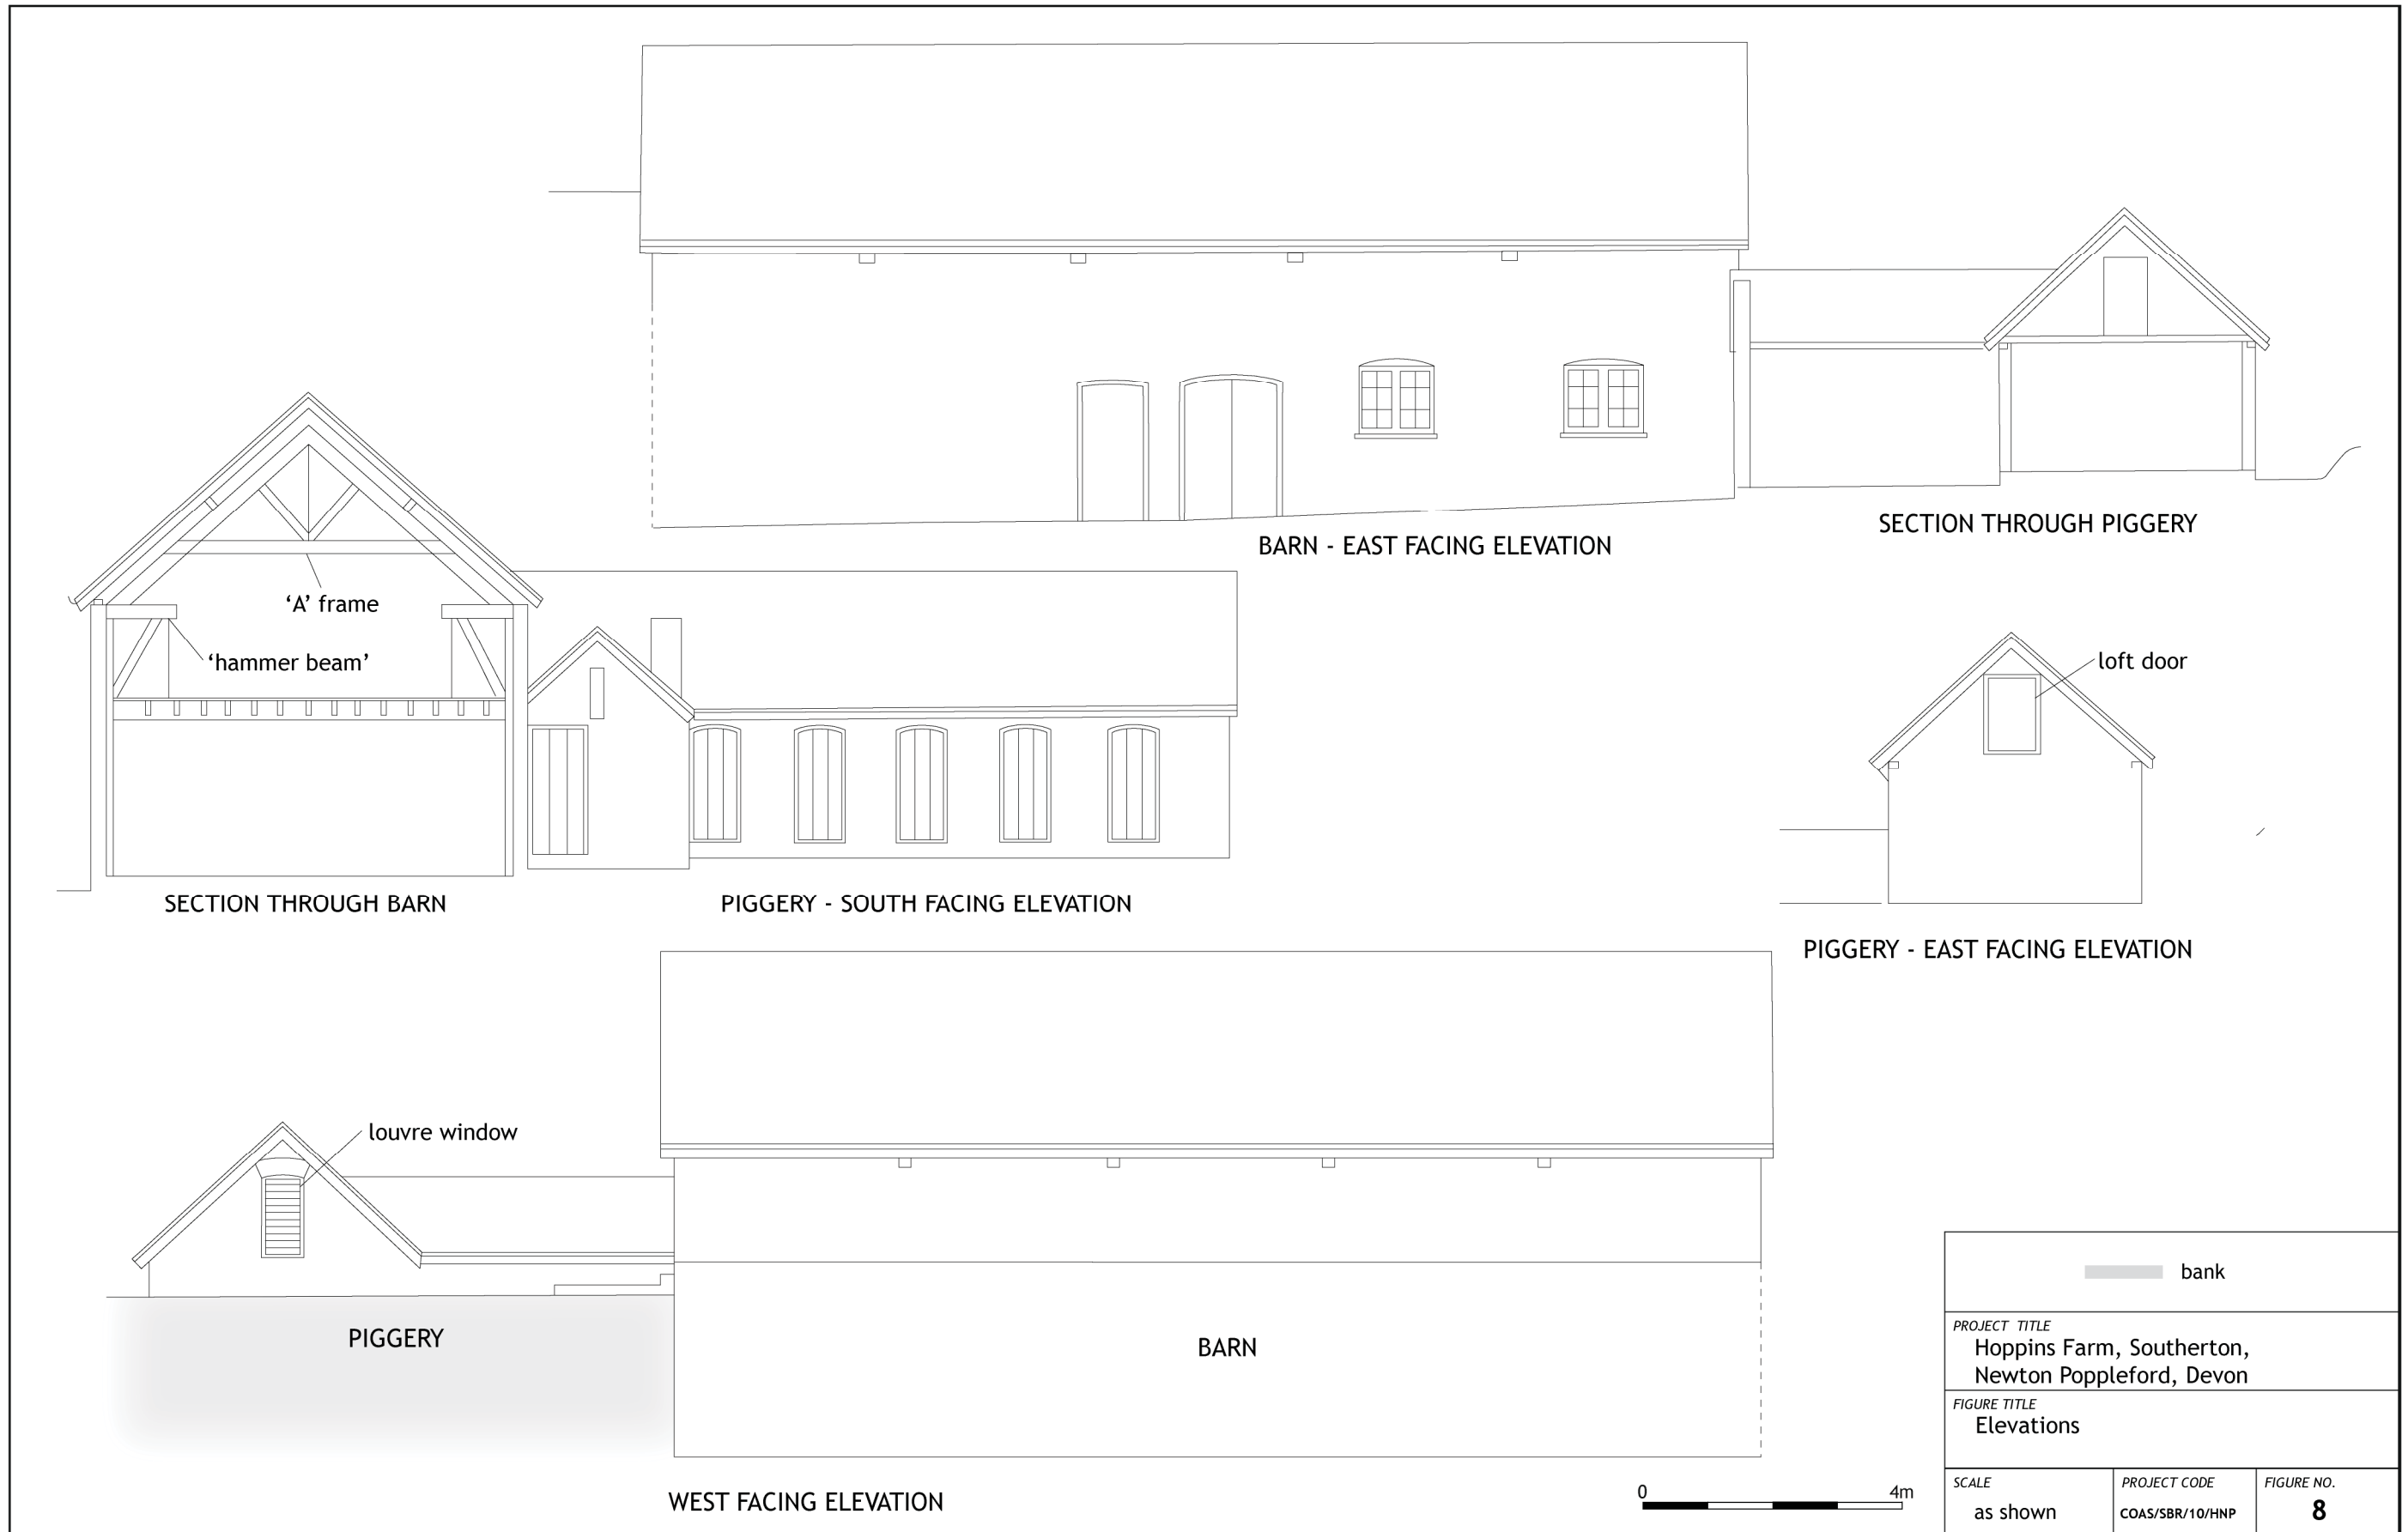 BARN - EAST FACING ELEVATION
SECTION THROUGH PIGGERY
‘A’ frame
‘hammer beam’
loft door
SECTION THROUGH BARN
PIGGERY - SOUTH FACING ELEVATION
PIGGERY - EAST FACING ELEVATION
louvre window
PIGGERY
BARN
WEST FACING ELEVATION
0 4m
bank
PROJECT TITLE
Hoppins Farm, Southerton,
Newton Poppleford, Devon
FIGURE TITLE
Elevations
SCALE
as shown
PROJECT CODE
COAS/SBR/10/HNP
FIGURE NO.
8